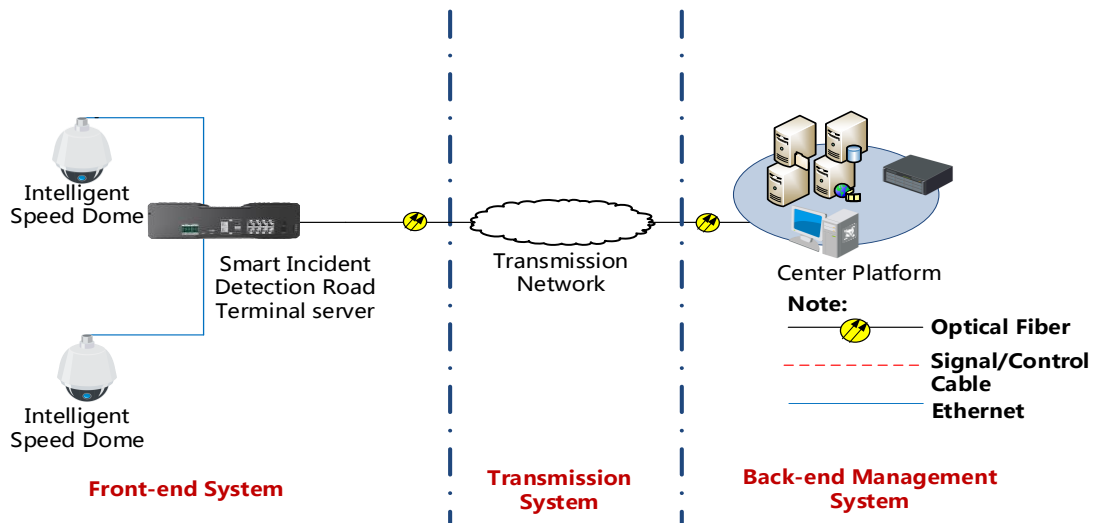 Intelligent
Speed Dome
Smart Incident
Detection Road
Terminal server
Intelligent
Speed Dome
Front-end System
Transmission
Network
Transmission
System
Center Platform
Note:
Optical Fiber
Signal/Control
Cable
Ethernet
Back-end Management
System